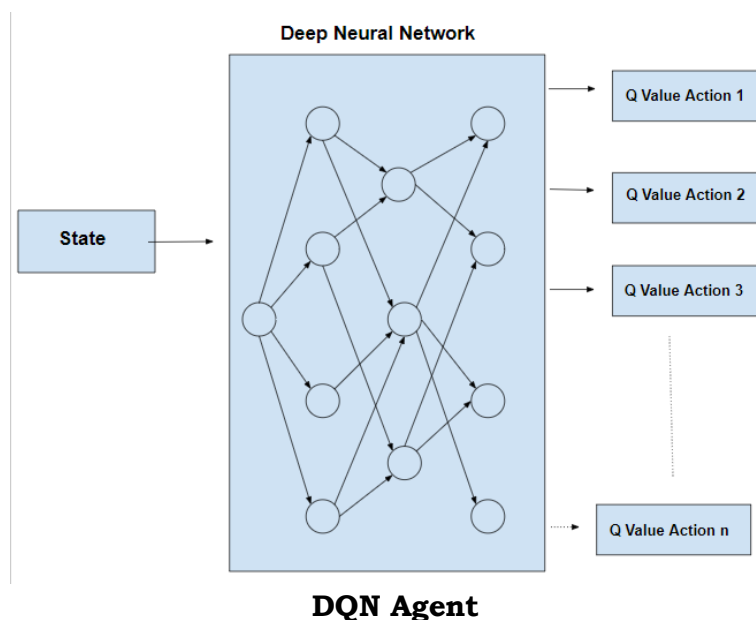 Deep Neural Network
Q Value Action 1
Q Value Action 2
State
Q Value Action 3
Q Value Action n
DQN Agent